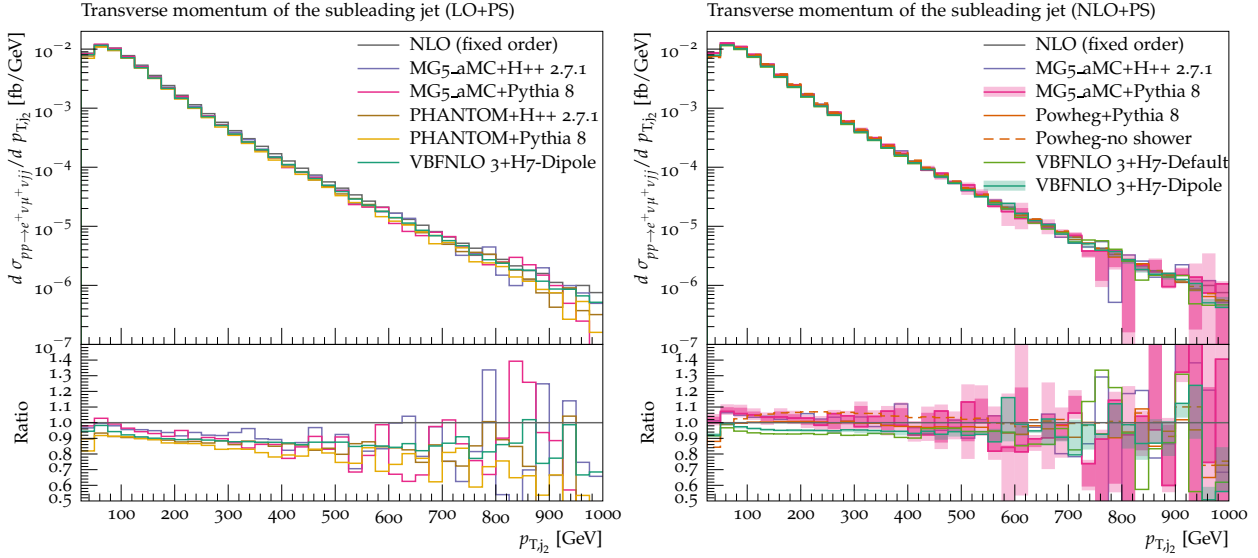 Transverse momentum of the subleading jet (LO+PS)
NLO (fixed order)
MG5_aMC+H++ 2.7.1
MG5_aMC+Pythia 8
PHANTOM+H++ 2.7.1
PHANTOM+Pythia 8
VBFNLO 3+H7-Dipole
10⁻²
10⁻³
10⁻⁴
10⁻⁵
10⁻⁶
10⁻⁷
d σ_{pp→e⁺νμ⁺νjj}/d p_{T,j₂} [fb/GeV]
1.4
1.3
1.2
1.1
1.0
0.9
0.8
0.7
0.6
0.5
Ratio
100 200 300 400 500 600 700 800 900 1000
p_{T,j₂} [GeV]
Transverse momentum of the subleading jet (NLO+PS)
NLO (fixed order)
MG5_aMC+H++ 2.7.1
MG5_aMC+Pythia 8
Powheg+Pythia 8
Powheg-no shower
VBFNLO 3+H7-Default
VBFNLO 3+H7-Dipole
10⁻²
10⁻³
10⁻⁴
10⁻⁵
10⁻⁶
10⁻⁷
d σ_{pp→e⁺νμ⁺νjj}/d p_{T,j₂} [fb/GeV]
1.4
1.3
1.2
1.1
1.0
0.9
0.8
0.7
0.6
0.5
Ratio
100 200 300 400 500 600 700 800 900 1000
p_{T,j₂} [GeV]